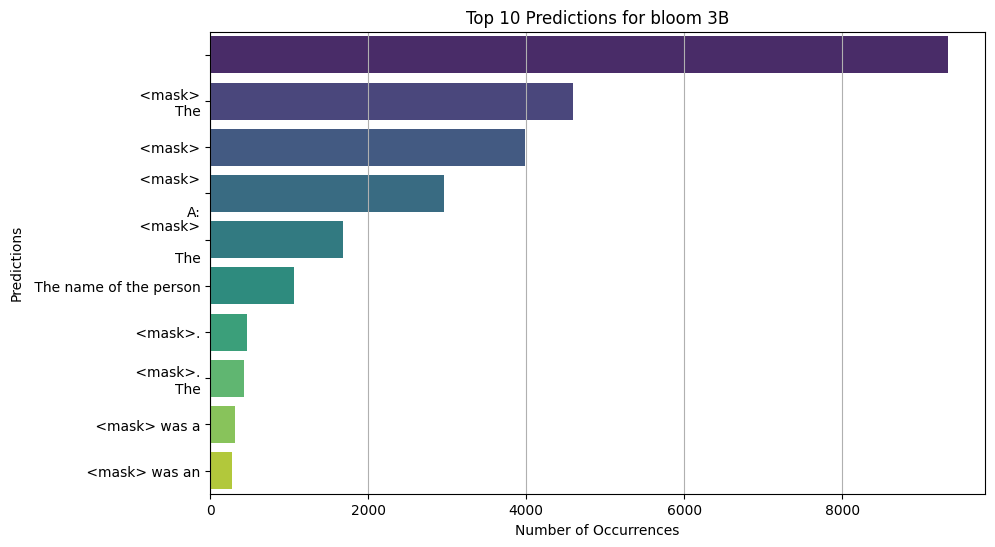 Top 10 Predictions for bloom 3B
Predictions
<mask>
The
<mask>
<mask>
A:
<mask>
The
The name of the person
<mask>.
<mask>.
The
<mask> was a
<mask> was an
0 2000 4000 6000 8000
Number of Occurrences